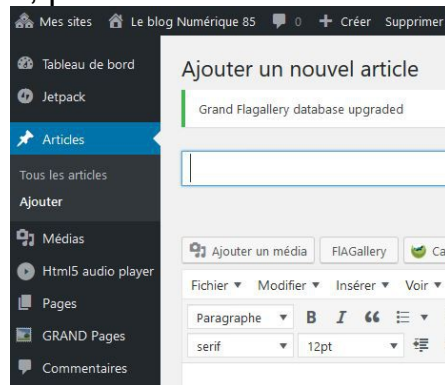 Mes sites Le blog Numérique 85 0 + Créer Supprimer
Tableau de bord
Jetpack
Articles
Tous les articles
Ajouter
Médias
Html5 audio player
Pages
GRAND Pages
Commentaires
Ajouter un nouvel article
Grand Flagallery database upgraded
Ajouter un média FlAGallery Ca
Fichier Modifier Insérer Voir
Paragraphe B I
serif 12pt